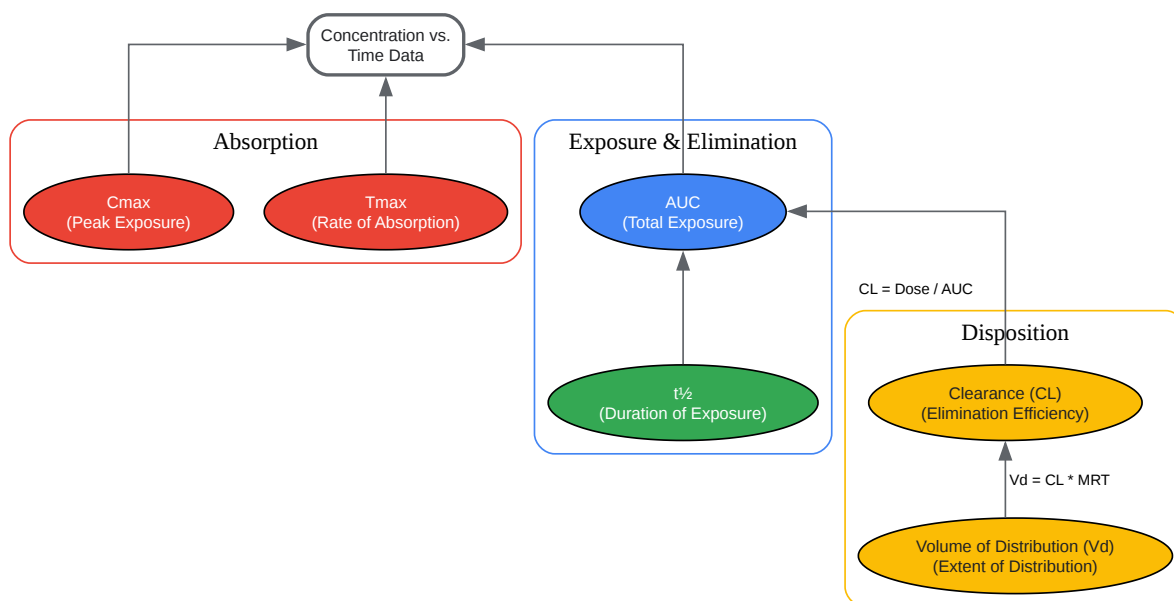 Concentration vs.
Time Data
Absorption
Cmax
(Peak Exposure)
Tmax
(Rate of Absorption)
Exposure & Elimination
AUC
(Total Exposure)
t½
(Duration of Exposure)
CL = Dose / AUC
Disposition
Clearance (CL)
(Elimination Efficiency)
Vd = CL * MRT
Volume of Distribution (Vd)
(Extent of Distribution)